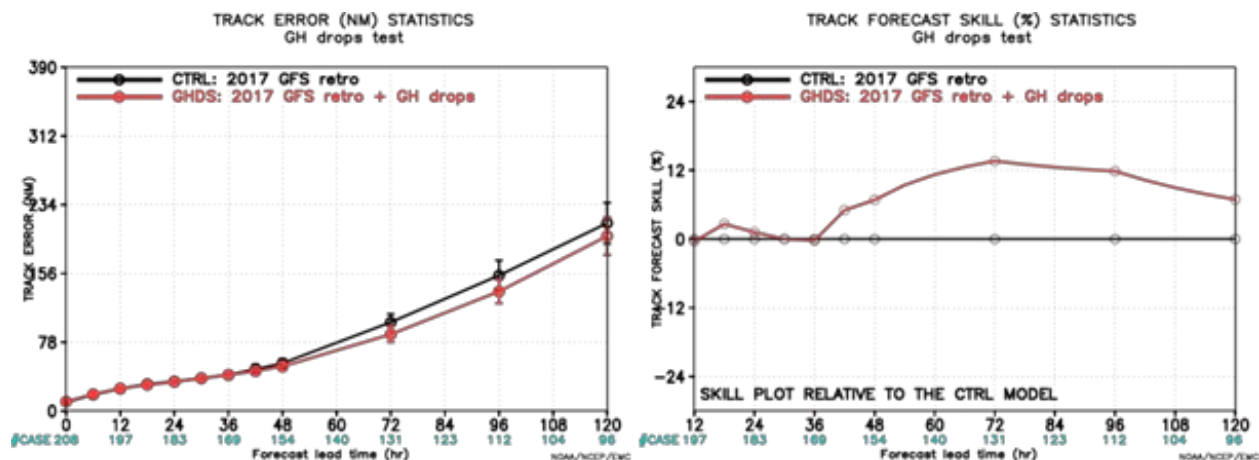 TRACK ERROR (NM) STATISTICS
GH drops test
390
312
234
156
78
0
TRACK ERROR (NM)
CTRL: 2017 GFS retro
GHDS: 2017 GFS retro + GH drops
0 12 24 36 48 60 72 84 96 108 120
#CASE 208 197 183 169 154 140 131 123 112 104 96
Forecast lead time (hr)
NOAA/NCEP/EMC
TRACK FORECAST SKILL (%) STATISTICS
GH drops test
24
12
0
-12
-24
TRACK FORECAST SKILL (%)
CTRL: 2017 GFS retro
GHDS: 2017 GFS retro + GH drops
SKILL PLOT RELATIVE TO THE CTRL MODEL
12 24 36 48 60 72 84 96 108 120
#CASE 197 183 169 154 140 131 123 112 104 96
Forecast lead time (hr)
NOAA/NCEP/EMC